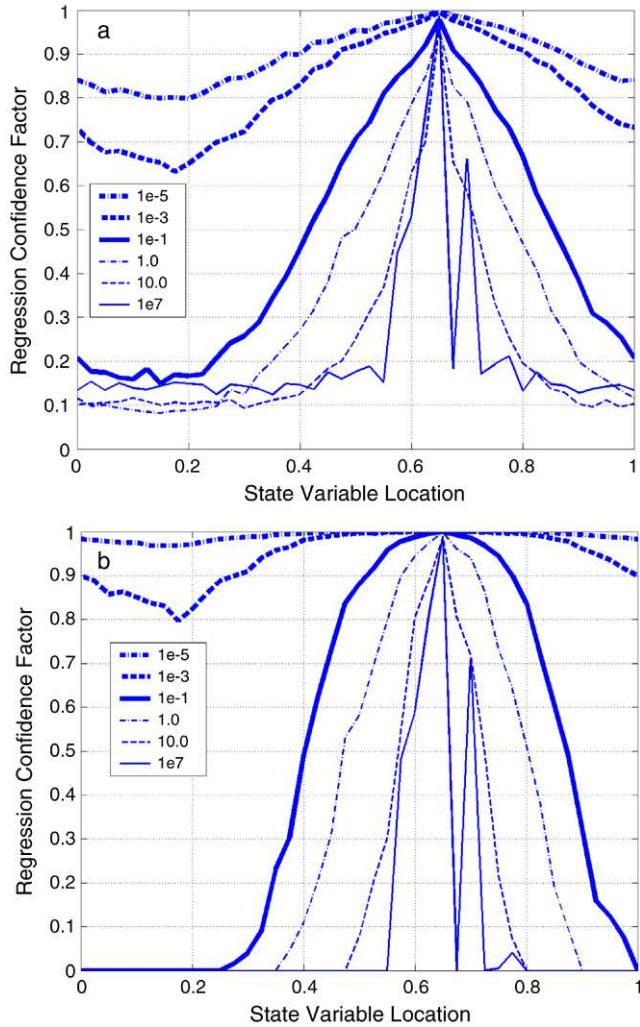 a
Regression Confidence Factor
1
0.9
0.8
0.7
0.6
0.5
0.4
0.3
0.2
0.1
0
1e-5
1e-3
1e-1
1.0
10.0
1e7
0 0.2 0.4 0.6 0.8 1
State Variable Location
b
Regression Confidence Factor
1
0.9
0.8
0.7
0.6
0.5
0.4
0.3
0.2
0.1
0
1e-5
1e-3
1e-1
1.0
10.0
1e7
0 0.2 0.4 0.6 0.8 1
State Variable Location